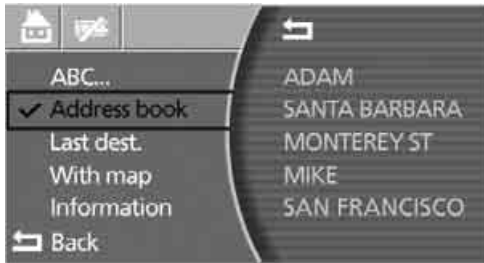 ABC...
Address book
Last dest.
With map
Information
Back
ADAM
SANTA BARBARA
MONTEREY ST
MIKE
SAN FRANCISCO